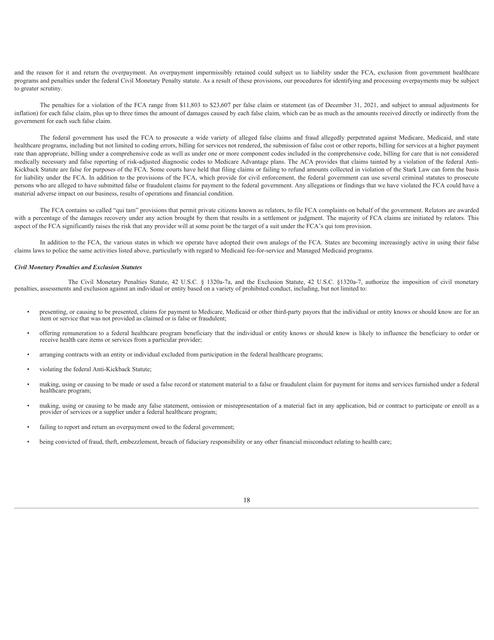 and the reason for it and return the overpayment. An overpayment impermissibly retained could subject us to liability under the FCA, exclusion from government healthcare
programs and penalties under the federal Civil Monetary Penalty statute. As a result of these provisions, our procedures for identifying and processing overpayments may be subject
to greater scrutiny.
The penalties for a violation of the FCA range from $11,803 to $23,607 per false claim or statement (as of December 31, 2021, and subject to annual adjustments for
inflation) for each false claim, plus up to three times the amount of damages caused by each false claim, which can be as much as the amounts received directly or indirectly from the
government for each such false claim.
The federal government has used the FCA to prosecute a wide variety of alleged false claims and fraud allegedly perpetrated against Medicare, Medicaid, and state
healthcare programs, including but not limited to coding errors, billing for services not rendered, the submission of false cost or other reports, billing for services at a higher payment
rate than appropriate, billing under a comprehensive code as well as under one or more component codes included in the comprehensive code, billing for care that is not considered
medically necessary and false reporting of risk-adjusted diagnostic codes to Medicare Advantage plans. The ACA provides that claims tainted by a violation of the federal Anti-
Kickback Statute are false for purposes of the FCA. Some courts have held that filing claims or failing to refund amounts collected in violation of the Stark Law can form the basis
for liability under the FCA. In addition to the provisions of the FCA, which provide for civil enforcement, the federal government can use several criminal statutes to prosecute
persons who are alleged to have submitted false or fraudulent claims for payment to the federal government. Any allegations or findings that we have violated the FCA could have a
material adverse impact on our business, results of operations and financial condition.
The FCA contains so called "qui tam" provisions that permit private citizens known as relators, to file FCA complaints on behalf of the government. Relators are awarded
with a percentage of the damages recovery under any action brought by them that results in a settlement or judgment. The majority of FCA claims are initiated by relators. This
aspect of the FCA significantly raises the risk that any provider will at some point be the target of a suit under the FCA's qui tom provision.
In addition to the FCA, the various states in which we operate have adopted their own analogs of the FCA. States are becoming increasingly active in using their false
claims laws to police the same activities listed above, particularly with regard to Medicaid fee-for-service and Managed Medicaid programs.
Civil Monetary Penalties and Exclusion Statutes
The Civil Monetary Penalties Statute, 42 U.S.C. § 1320a-7a, and the Exclusion Statute, 42 U.S.C. §1320a-7, authorize the imposition of civil monetary
penalties, assessments and exclusion against an individual or entity based on a variety of prohibited conduct, including, but not limited to:
• presenting, or causing to be presented, claims for payment to Medicare, Medicaid or other third-party payors that the individual or entity knows or should know are for an
item or service that was not provided as claimed or is false or fraudulent;
• offering remuneration to a federal healthcare program beneficiary that the individual or entity knows or should know is likely to influence the beneficiary to order or
receive health care items or services from a particular provider;
• arranging contracts with an entity or individual excluded from participation in the federal healthcare programs;
• violating the federal Anti-Kickback Statute;
• making, using or causing to be made or used a false record or statement material to a false or fraudulent claim for payment for items and services furnished under a federal
healthcare program;
• making, using or causing to be made any false statement, omission or misrepresentation of a material fact in any application, bid or contract to participate or enroll as a
provider of services or a supplier under a federal healthcare program;
• failing to report and return an overpayment owed to the federal government;
• being convicted of fraud, theft, embezzlement, breach of fiduciary responsibility or any other financial misconduct relating to health care;
18